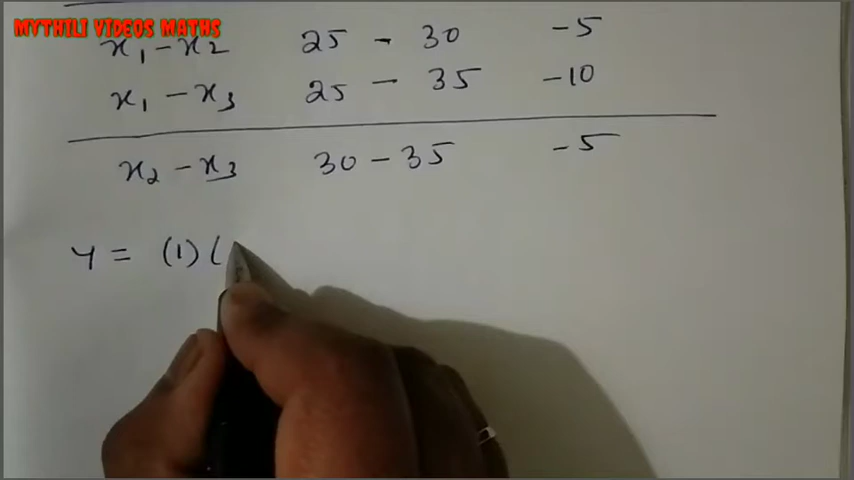 MYTHILI VIDEOS MATHS
x₁ - x₂ 25 - 30 -5
x₁ - x₃ 25 - 35 -10
x₂ - x₃ 30 - 35 -5
y = (1) (